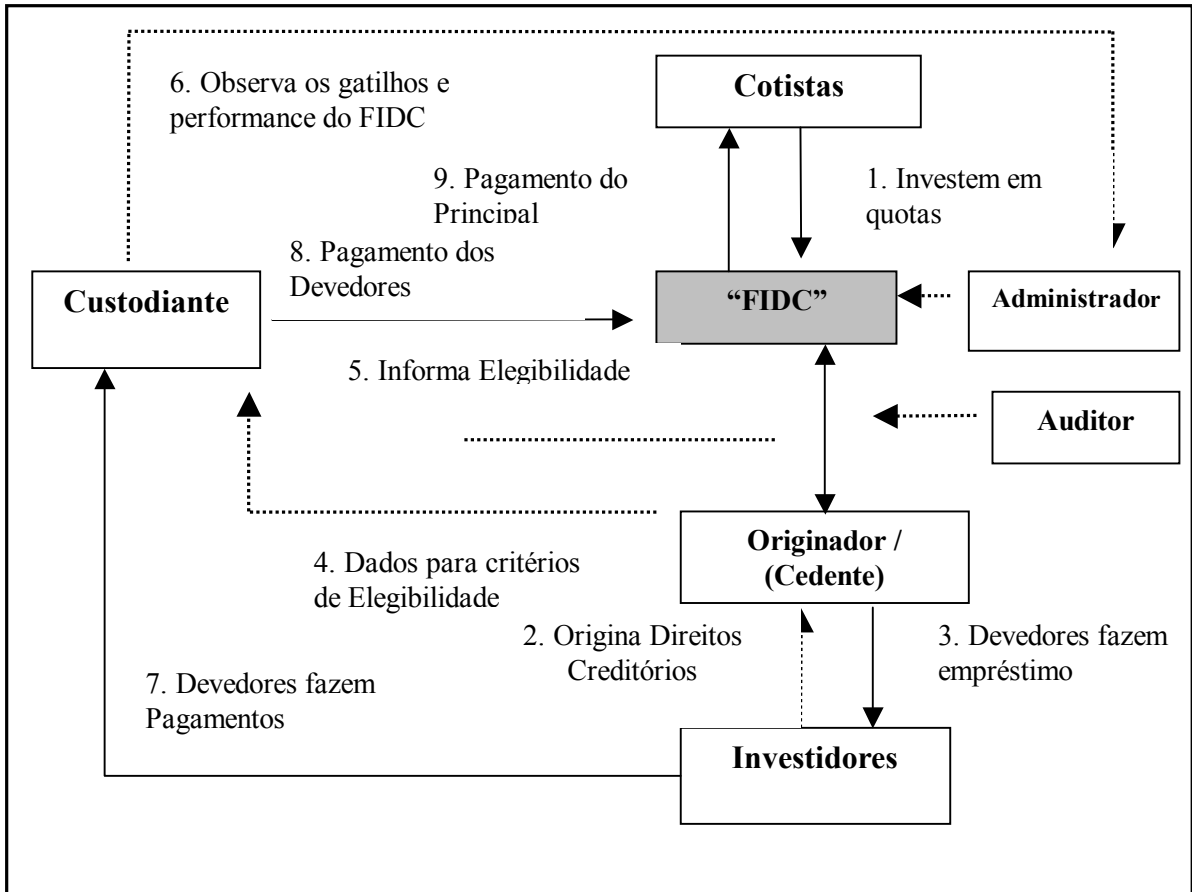 6. Observa os gatilhos e
performance do FIDC
Cotistas
9. Pagamento do
Principal
1. Investem em
quotas
8. Pagamento dos
Devedores
Custodiante
“FIDC”
Administrador
5. Informa Elegibilidade
Auditor
Originador /
(Cedente)
4. Dados para critérios
de Elegibilidade
2. Origina Direitos
Creditórios
3. Devedores fazem
empréstimo
7. Devedores fazem
Pagamentos
Investidores